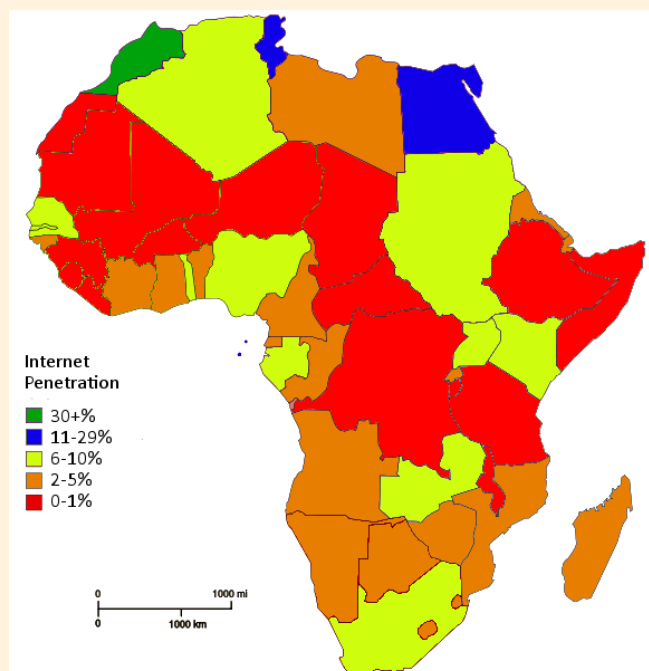 Internet
Penetration
30+%
11-29%
6-10%
2-5%
0-1%
0 1000 mi
0 1000 km